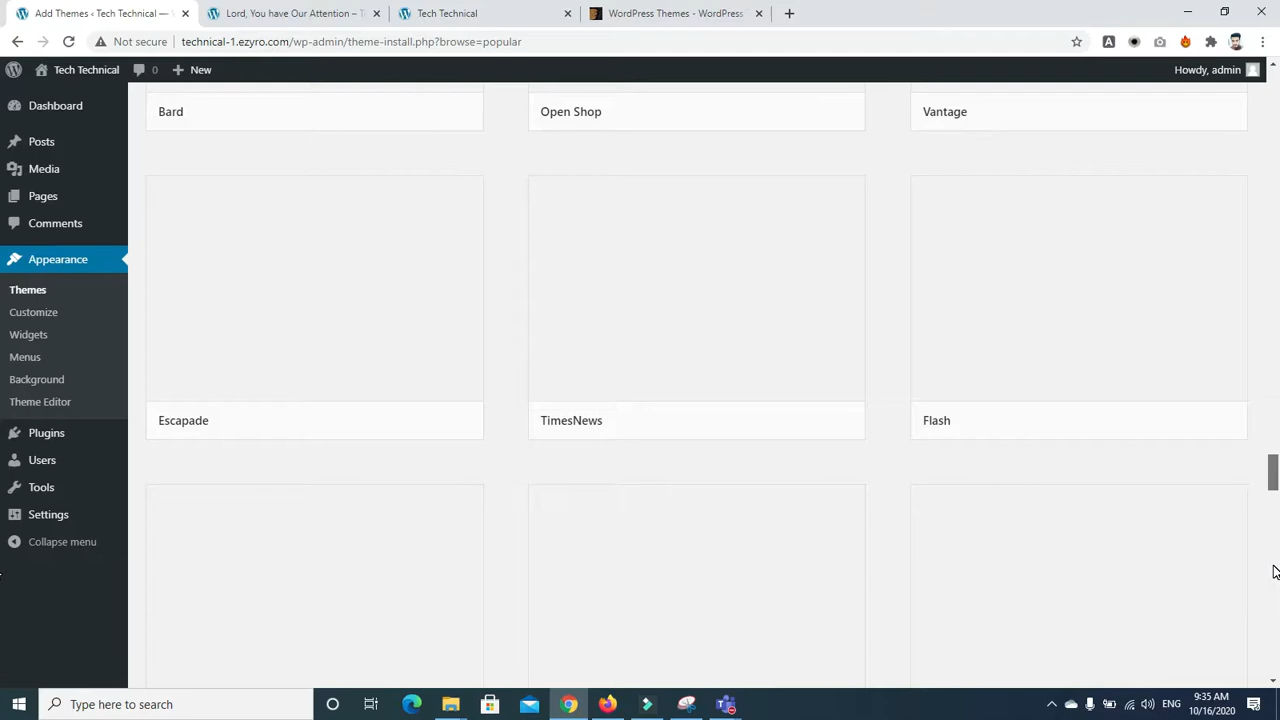 Add Themes ‹ Tech Technical —
Lord, You have Our Attention –
Tech Technical
WordPress Themes - WordPress
Not secure
technical-1.ezyro.com/wp-admin/theme-install.php?browse=popular
Tech Technical
0
New
Howdy, admin
Dashboard
Posts
Media
Pages
Comments
Appearance
Themes
Customize
Widgets
Menus
Background
Theme Editor
Plugins
Users
Tools
Settings
Collapse menu
Bard
Open Shop
Vantage
Escapade
TimesNews
Flash
Type here to search
ENG
9:35 AM
10/16/2020